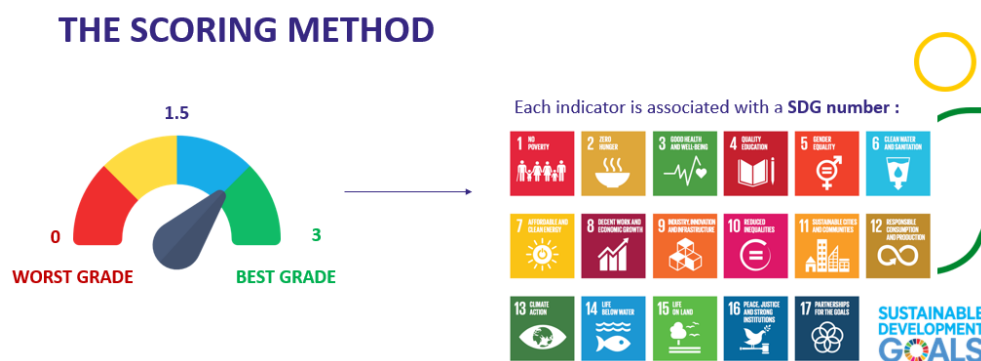 THE SCORING METHOD
1.5
0
3
WORST GRADE
BEST GRADE
Each indicator is associated with a SDG number :
1 NO
POVERTY
2 ZERO
HUNGER
3 GOOD HEALTH
AND WELL-BEING
4 QUALITY
EDUCATION
5 GENDER
EQUALITY
6 CLEAN WATER
AND SANITATION
7 AFFORDABLE AND
CLEAN ENERGY
8 DECENT WORK AND
ECONOMIC GROWTH
9 INDUSTRY, INNOVATION
AND INFRASTRUCTURE
10 REDUCED
INEQUALITIES
11 SUSTAINABLE CITIES
AND COMMUNITIES
12 RESPONSIBLE
CONSUMPTION
AND PRODUCTION
13 CLIMATE
ACTION
14 LIFE
BELOW WATER
15 LIFE
ON LAND
16 PEACE, JUSTICE
AND STRONG
INSTITUTIONS
17 PARTNERSHIPS
FOR THE GOALS
SUSTAINABLE
DEVELOPMENT
GOALS